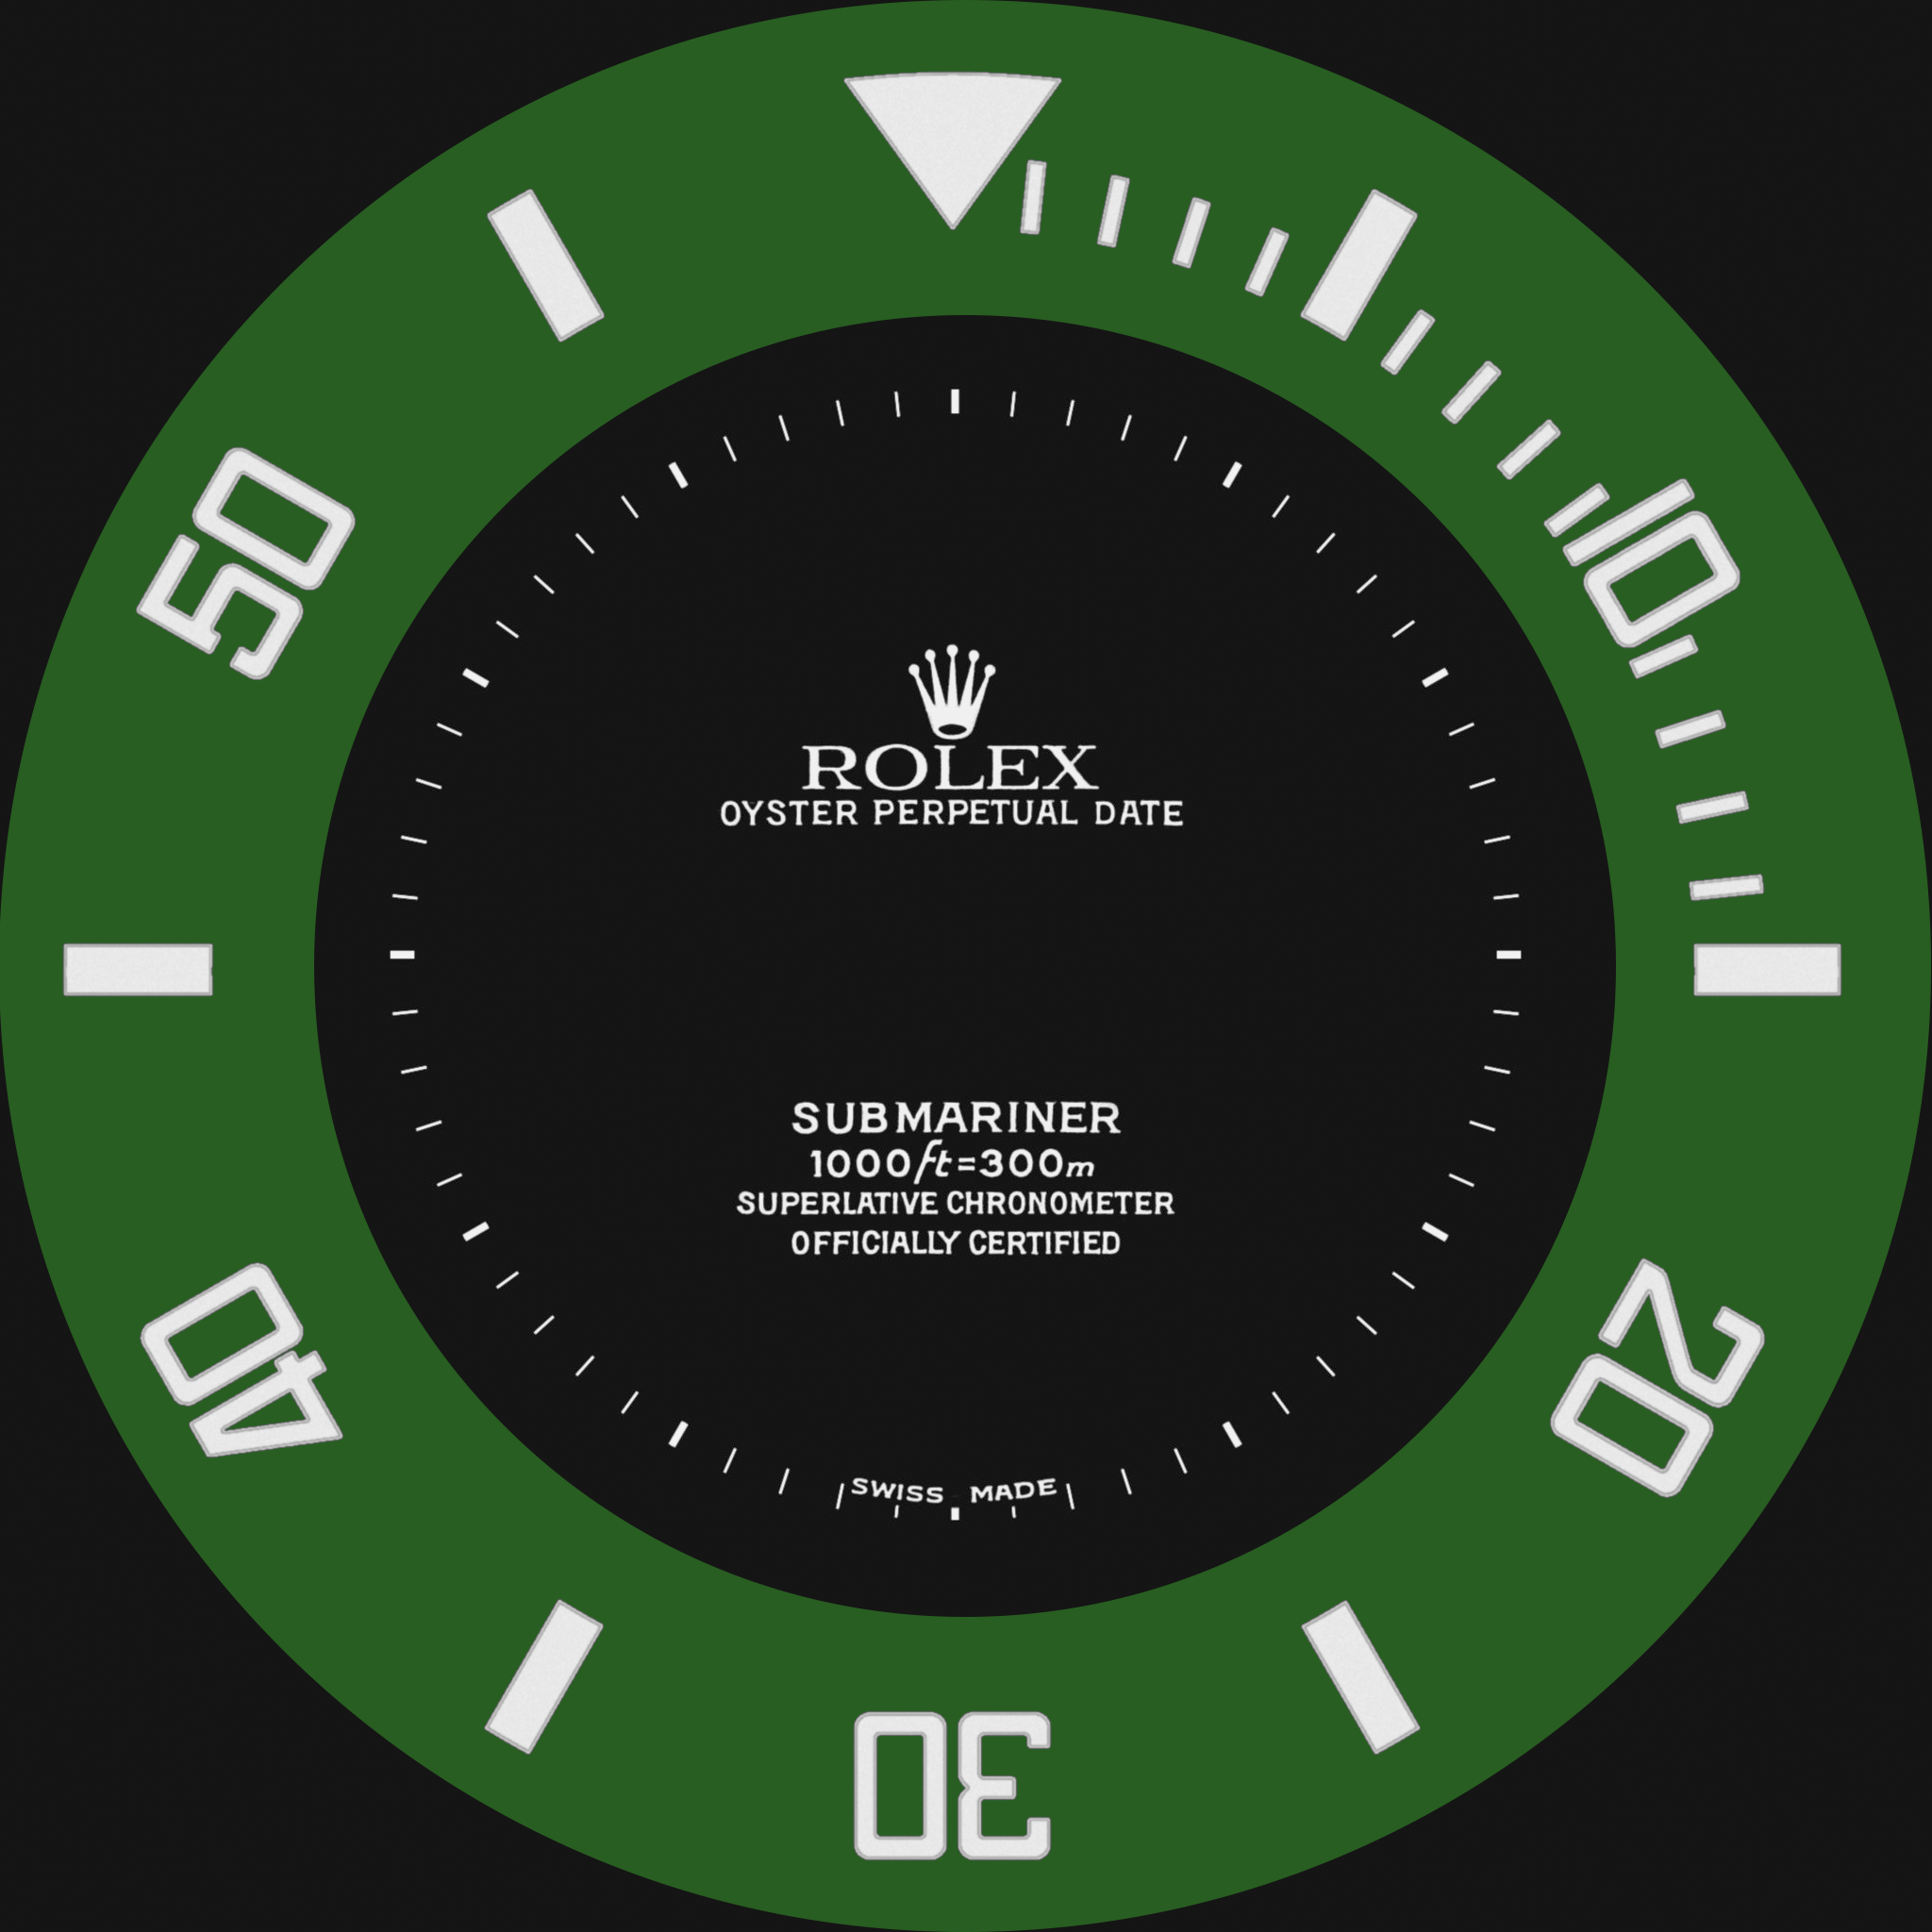 ROLEX
OYSTER PERPETUAL DATE
SUBMARINER
1000ft=300m
SUPERLATIVE CHRONOMETER
OFFICIALLY CERTIFIED
SWISS MADE
10
20
30
40
50